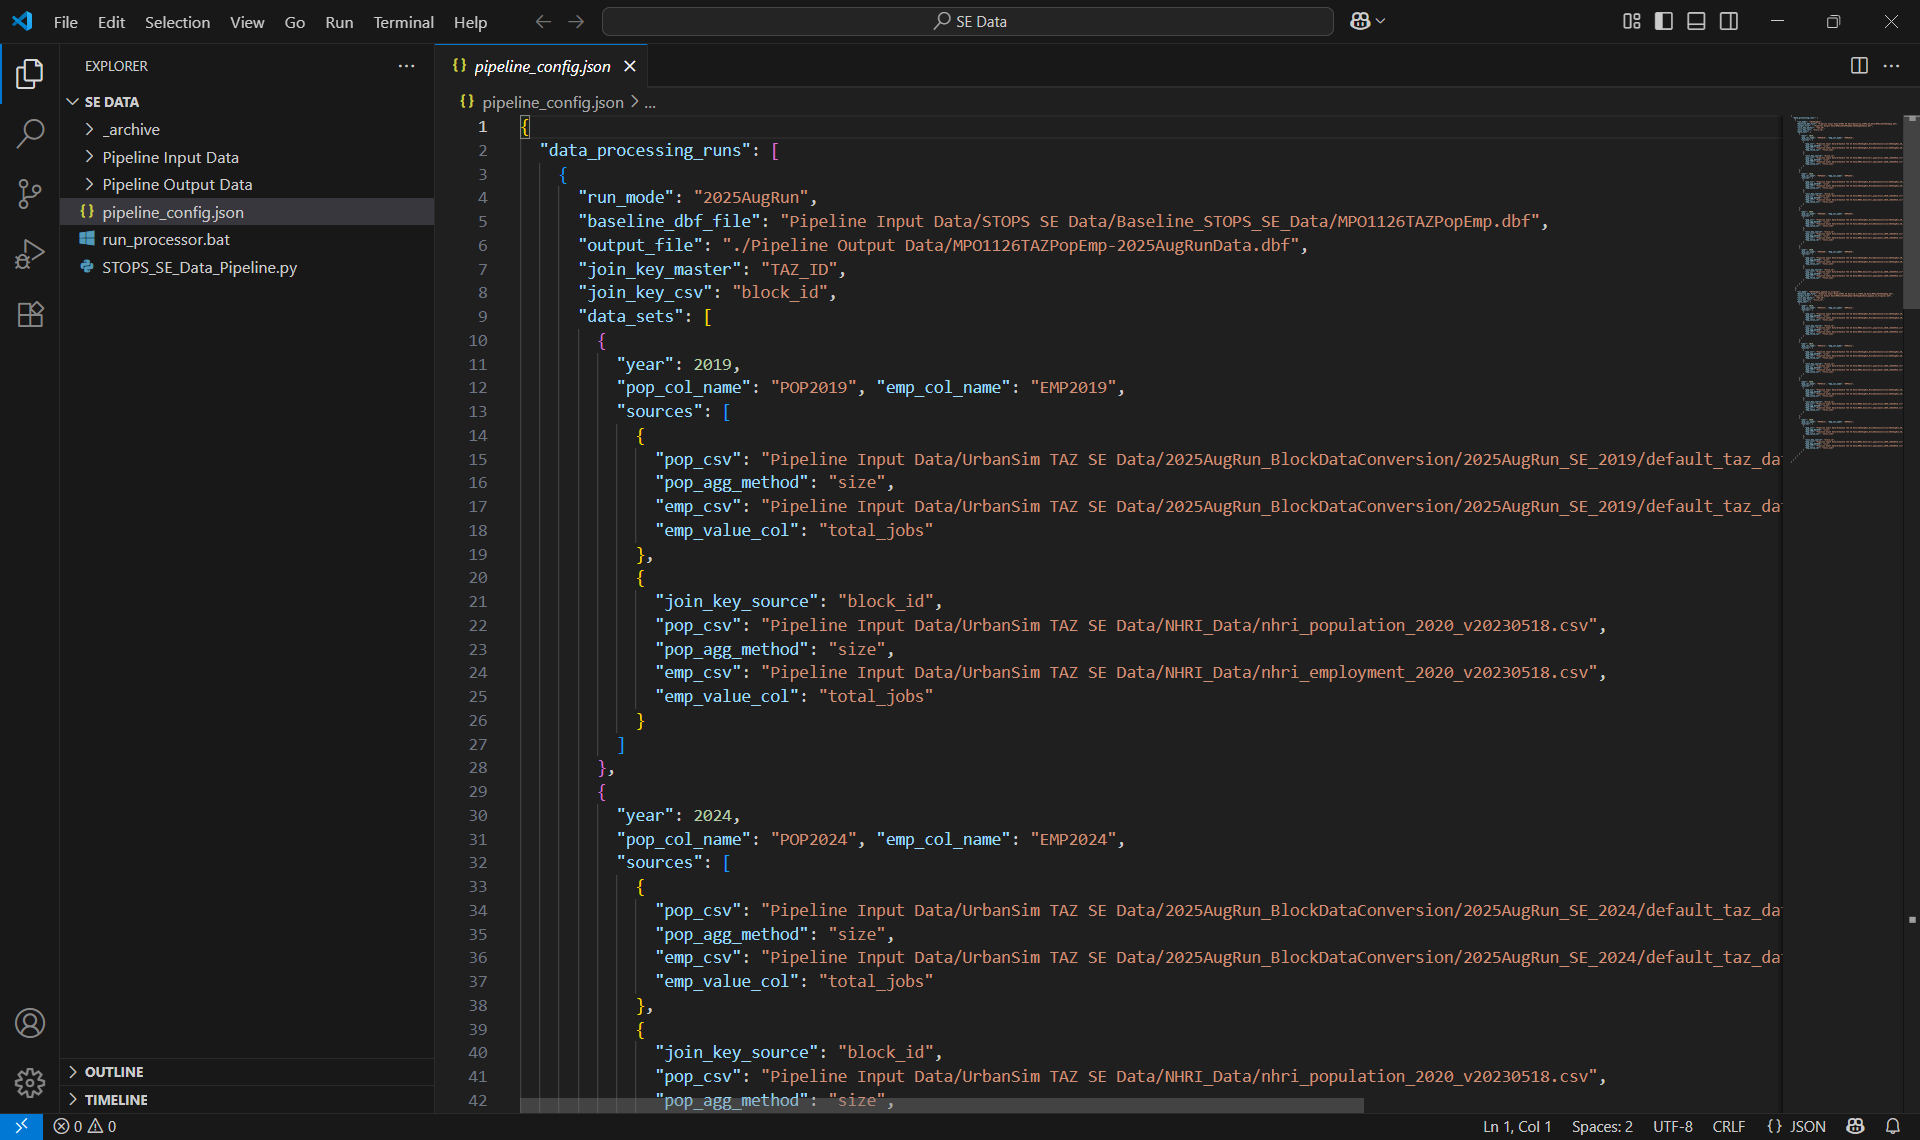 File Edit Selection View Go Run Terminal Help
SE Data
EXPLORER
SE DATA
_archive
Pipeline Input Data
Pipeline Output Data
pipeline_config.json
run_processor.bat
STOPS_SE_Data_Pipeline.py
OUTLINE
TIMELINE
{} pipeline_config.json
{} pipeline_config.json > ...
1 {
2 "data_processing_runs": [
3 {
4 "run_mode": "2025AugRun",
5 "baseline_dbf_file": "Pipeline Input Data/STOPS SE Data/Baseline_STOPS_SE_Data/MPO1126TAZPopEmp.dbf",
6 "output_file": "./Pipeline Output Data/MPO1126TAZPopEmp-2025AugRunData.dbf",
7 "join_key_master": "TAZ_ID",
8 "join_key_csv": "block_id",
9 "data_sets": [
10 {
11 "year": 2019,
12 "pop_col_name": "POP2019", "emp_col_name": "EMP2019",
13 "sources": [
14 {
15 "pop_csv": "Pipeline Input Data/UrbanSim TAZ SE Data/2025AugRun_BlockDataConversion/2025AugRun_SE_2019/default_taz_da
16 "pop_agg_method": "size",
17 "emp_csv": "Pipeline Input Data/UrbanSim TAZ SE Data/2025AugRun_BlockDataConversion/2025AugRun_SE_2019/default_taz_da
18 "emp_value_col": "total_jobs"
19 },
20 {
21 "join_key_source": "block_id",
22 "pop_csv": "Pipeline Input Data/UrbanSim TAZ SE Data/NHRI_Data/nhri_population_2020_v20230518.csv",
23 "pop_agg_method": "size",
24 "emp_csv": "Pipeline Input Data/UrbanSim TAZ SE Data/NHRI_Data/nhri_employment_2020_v20230518.csv",
25 "emp_value_col": "total_jobs"
26 }
27 ]
28 },
29 {
30 "year": 2024,
31 "pop_col_name": "POP2024", "emp_col_name": "EMP2024",
32 "sources": [
33 {
34 "pop_csv": "Pipeline Input Data/UrbanSim TAZ SE Data/2025AugRun_BlockDataConversion/2025AugRun_SE_2024/default_taz_da
35 "pop_agg_method": "size",
36 "emp_csv": "Pipeline Input Data/UrbanSim TAZ SE Data/2025AugRun_BlockDataConversion/2025AugRun_SE_2024/default_taz_da
37 "emp_value_col": "total_jobs"
38 },
39 {
40 "join_key_source": "block_id",
41 "pop_csv": "Pipeline Input Data/UrbanSim TAZ SE Data/NHRI_Data/nhri_population_2020_v20230518.csv",
42 "pop_agg_method": "size",
0 0
Ln 1, Col 1 Spaces: 2 UTF-8 CRLF {} JSON